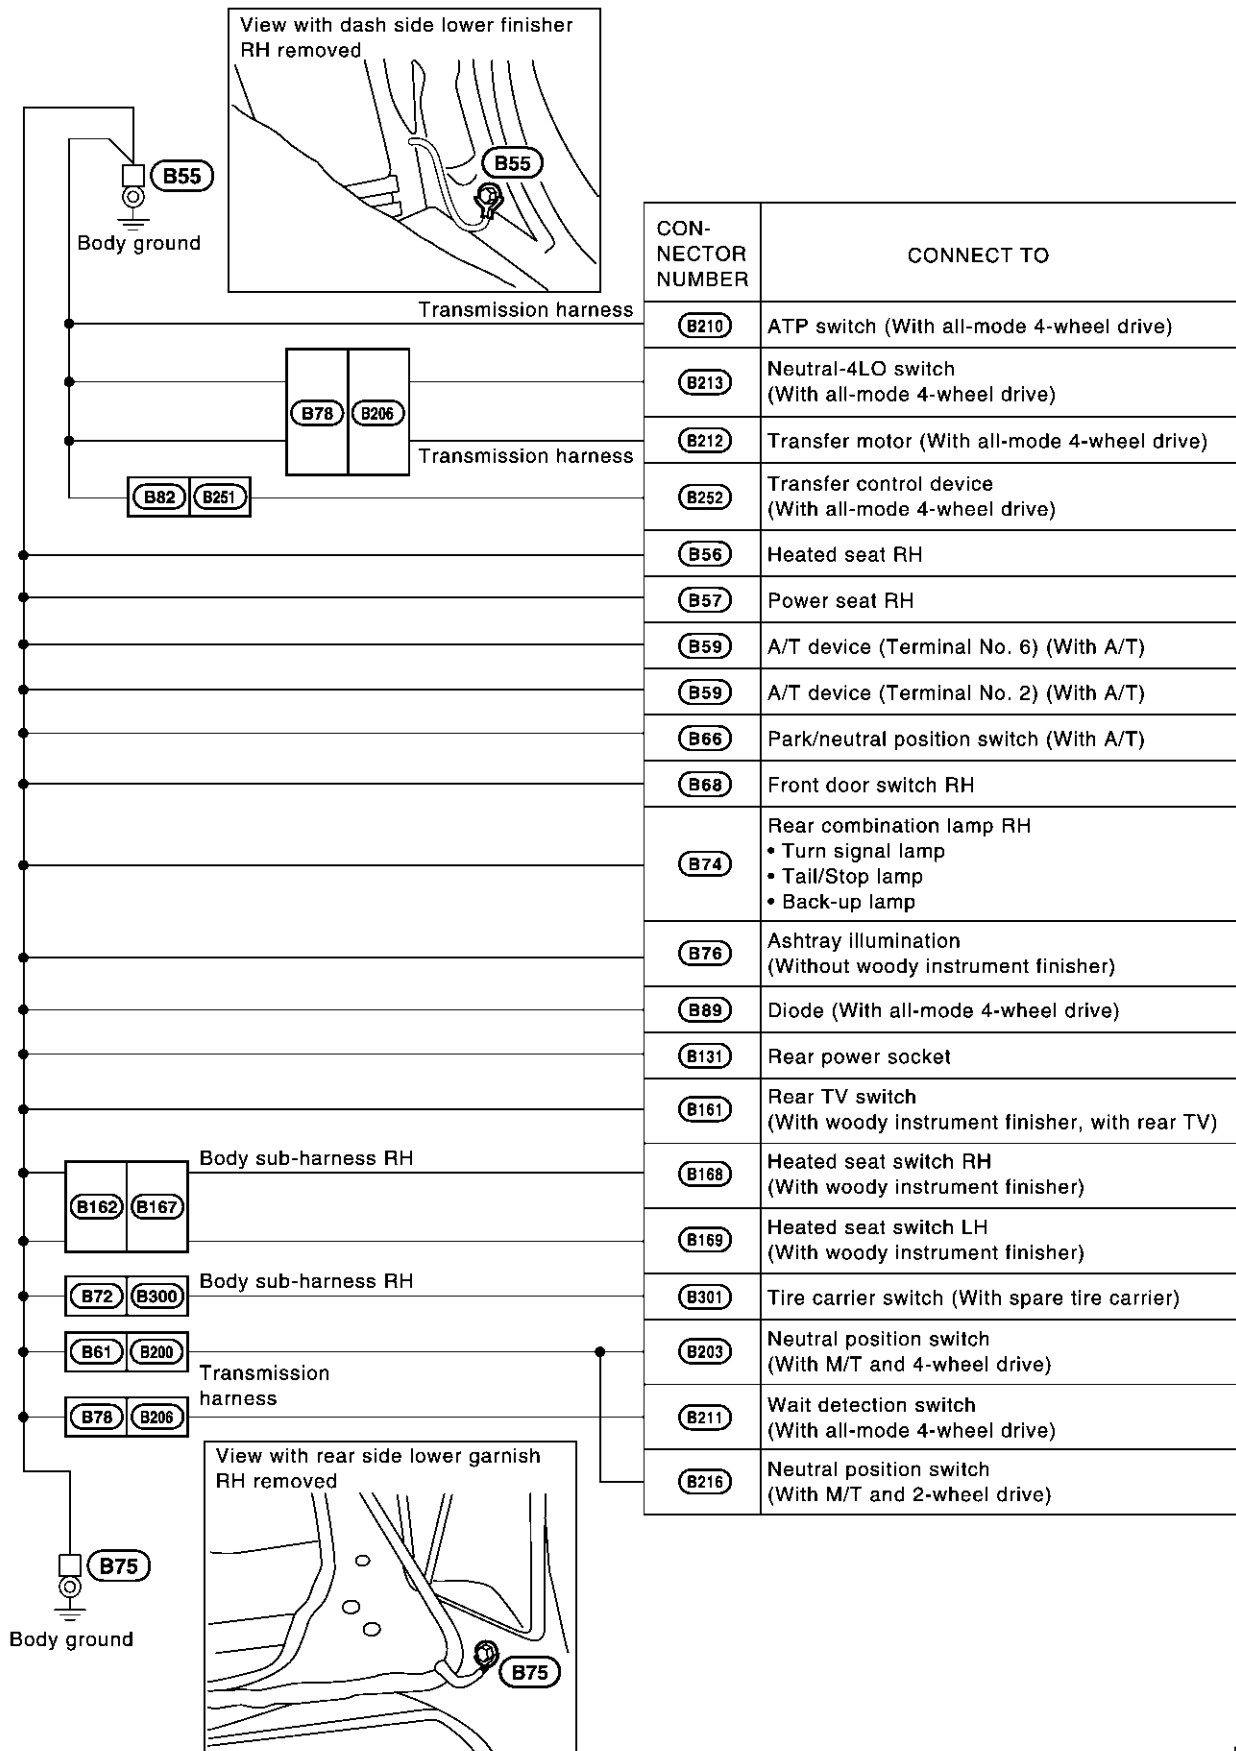 View with dash side lower finisher
RH removed
B55
B55
Body ground
CON-
NECTOR
NUMBER
CONNECT TO
Transmission harness
B210
ATP switch (With all-mode 4-wheel drive)
B78
B206
B213
Neutral-4LO switch
(With all-mode 4-wheel drive)
B212
Transfer motor (With all-mode 4-wheel drive)
Transmission harness
B82
B251
B252
Transfer control device
(With all-mode 4-wheel drive)
B56
Heated seat RH
B57
Power seat RH
B59
A/T device (Terminal No. 6) (With A/T)
B59
A/T device (Terminal No. 2) (With A/T)
B66
Park/neutral position switch (With A/T)
B68
Front door switch RH
B74
Rear combination lamp RH
• Turn signal lamp
• Tail/Stop lamp
• Back-up lamp
B76
Ashtray illumination
(Without woody instrument finisher)
B89
Diode (With all-mode 4-wheel drive)
B131
Rear power socket
B161
Rear TV switch
(With woody instrument finisher, with rear TV)
Body sub-harness RH
B162
B167
B168
Heated seat switch RH
(With woody instrument finisher)
B169
Heated seat switch LH
(With woody instrument finisher)
Body sub-harness RH
B72
B300
B301
Tire carrier switch (With spare tire carrier)
B61
B200
B203
Neutral position switch
(With M/T and 4-wheel drive)
Transmission
harness
B78
B206
B211
Wait detection switch
(With all-mode 4-wheel drive)
B216
Neutral position switch
(With M/T and 2-wheel drive)
View with rear side lower garnish
RH removed
B75
Body ground
B75